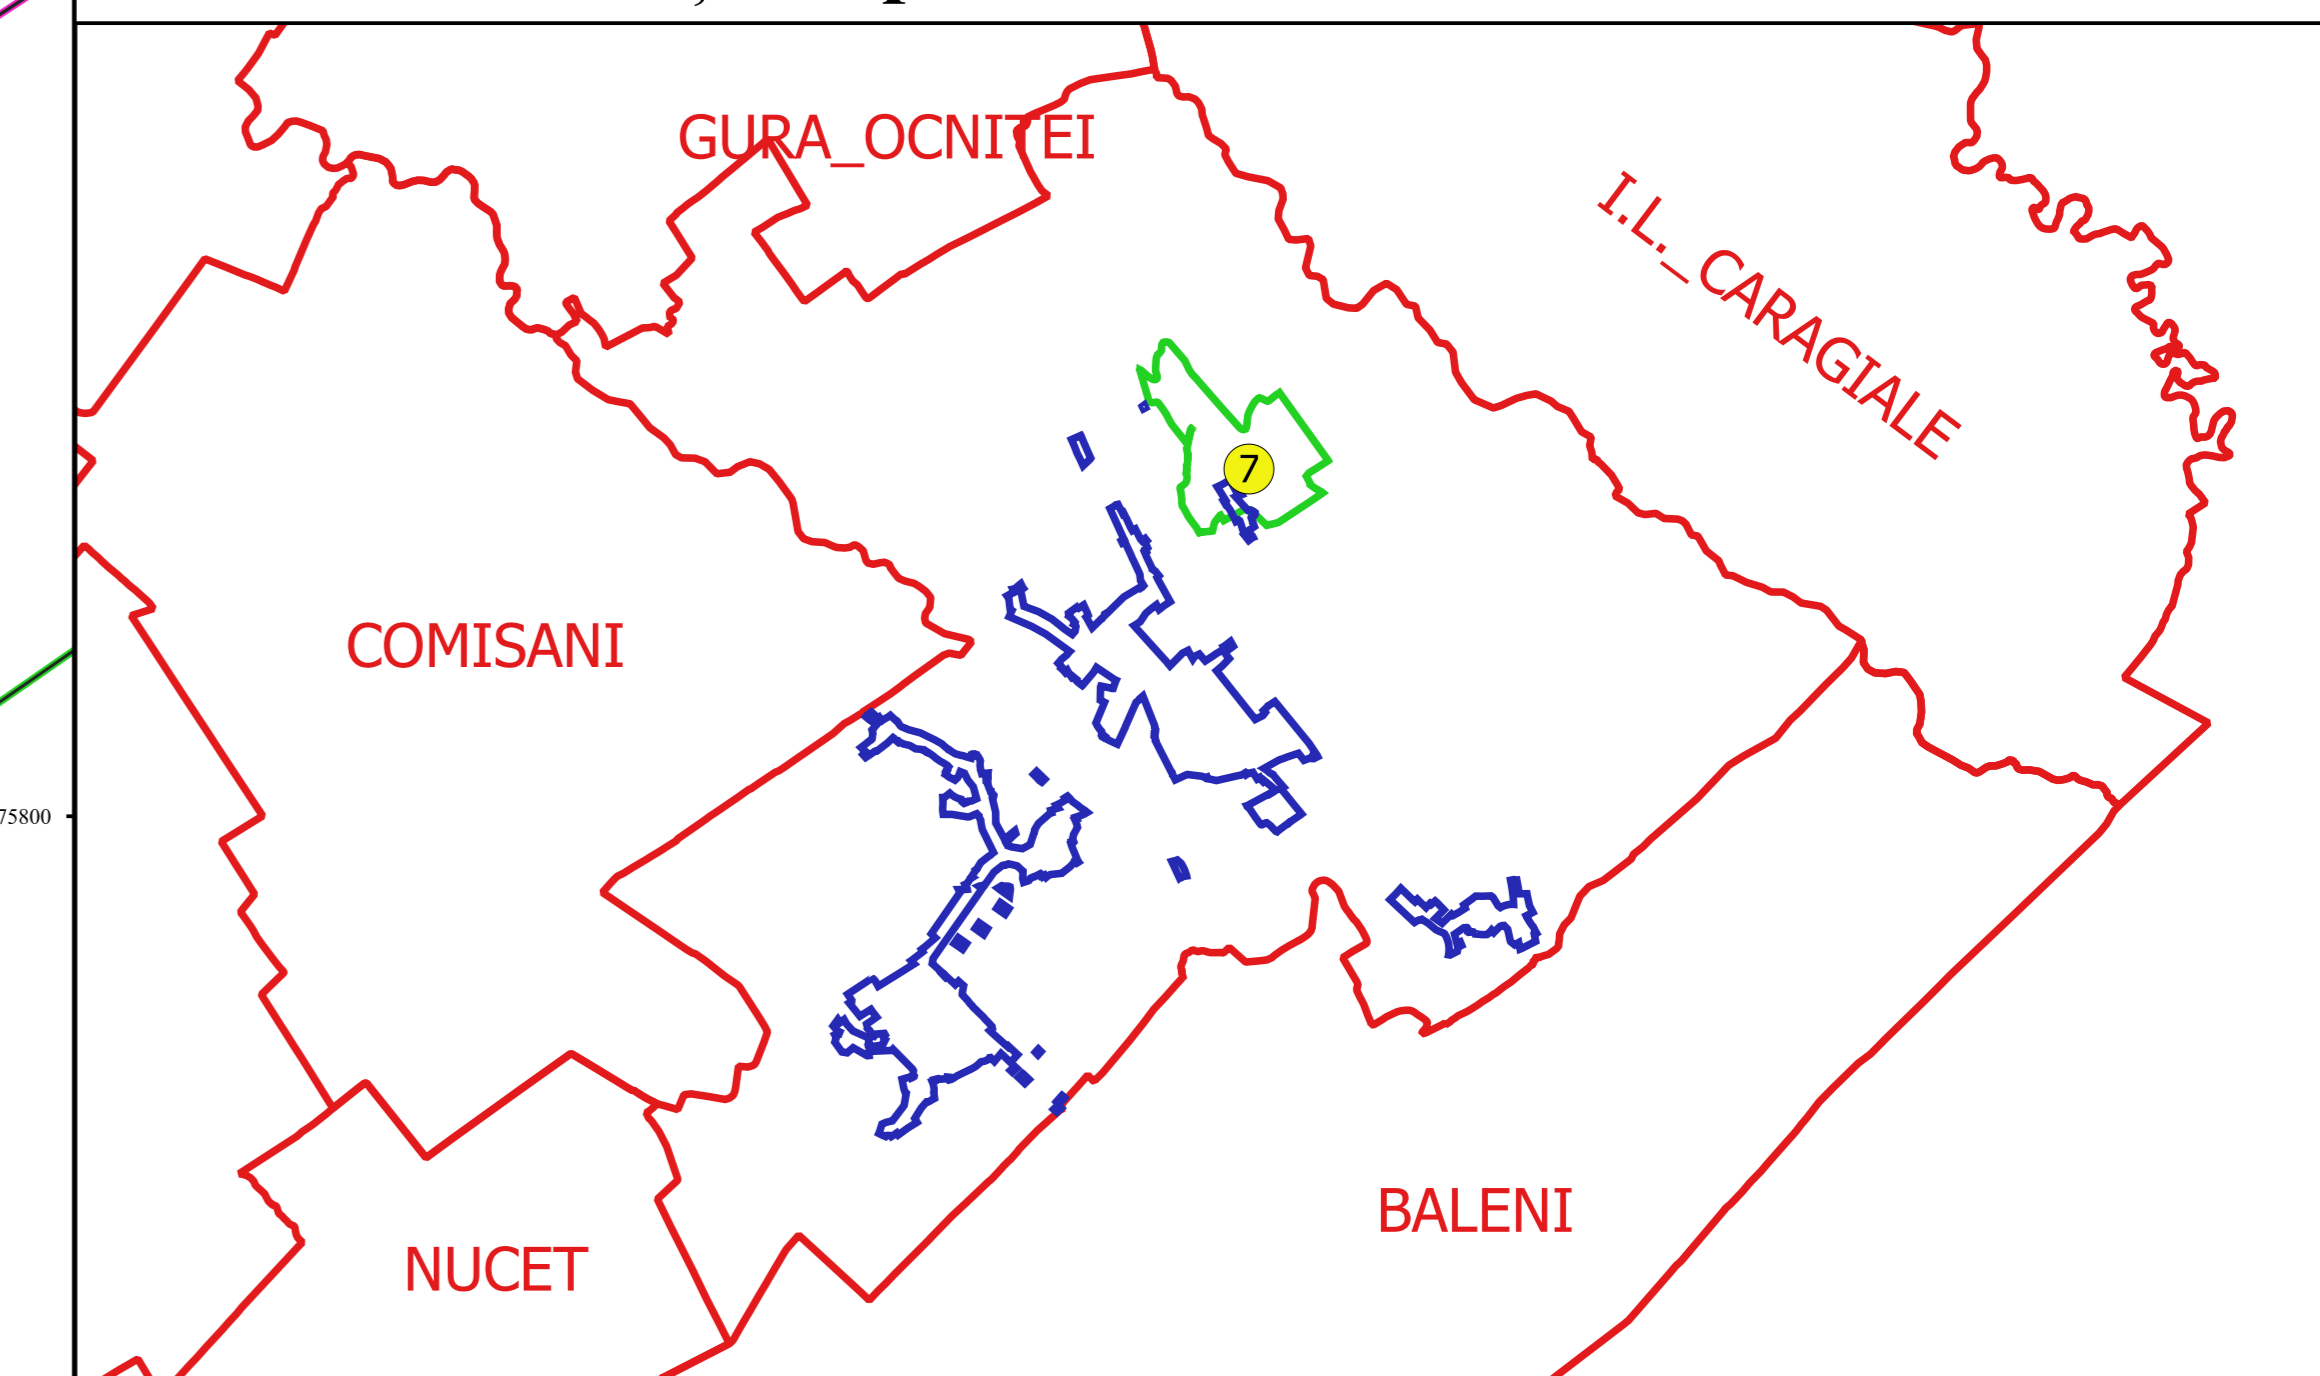 GURA_OCNITEI
I.L._CARAGIALE
7
COMISANI
75800
BALENI
NUCET